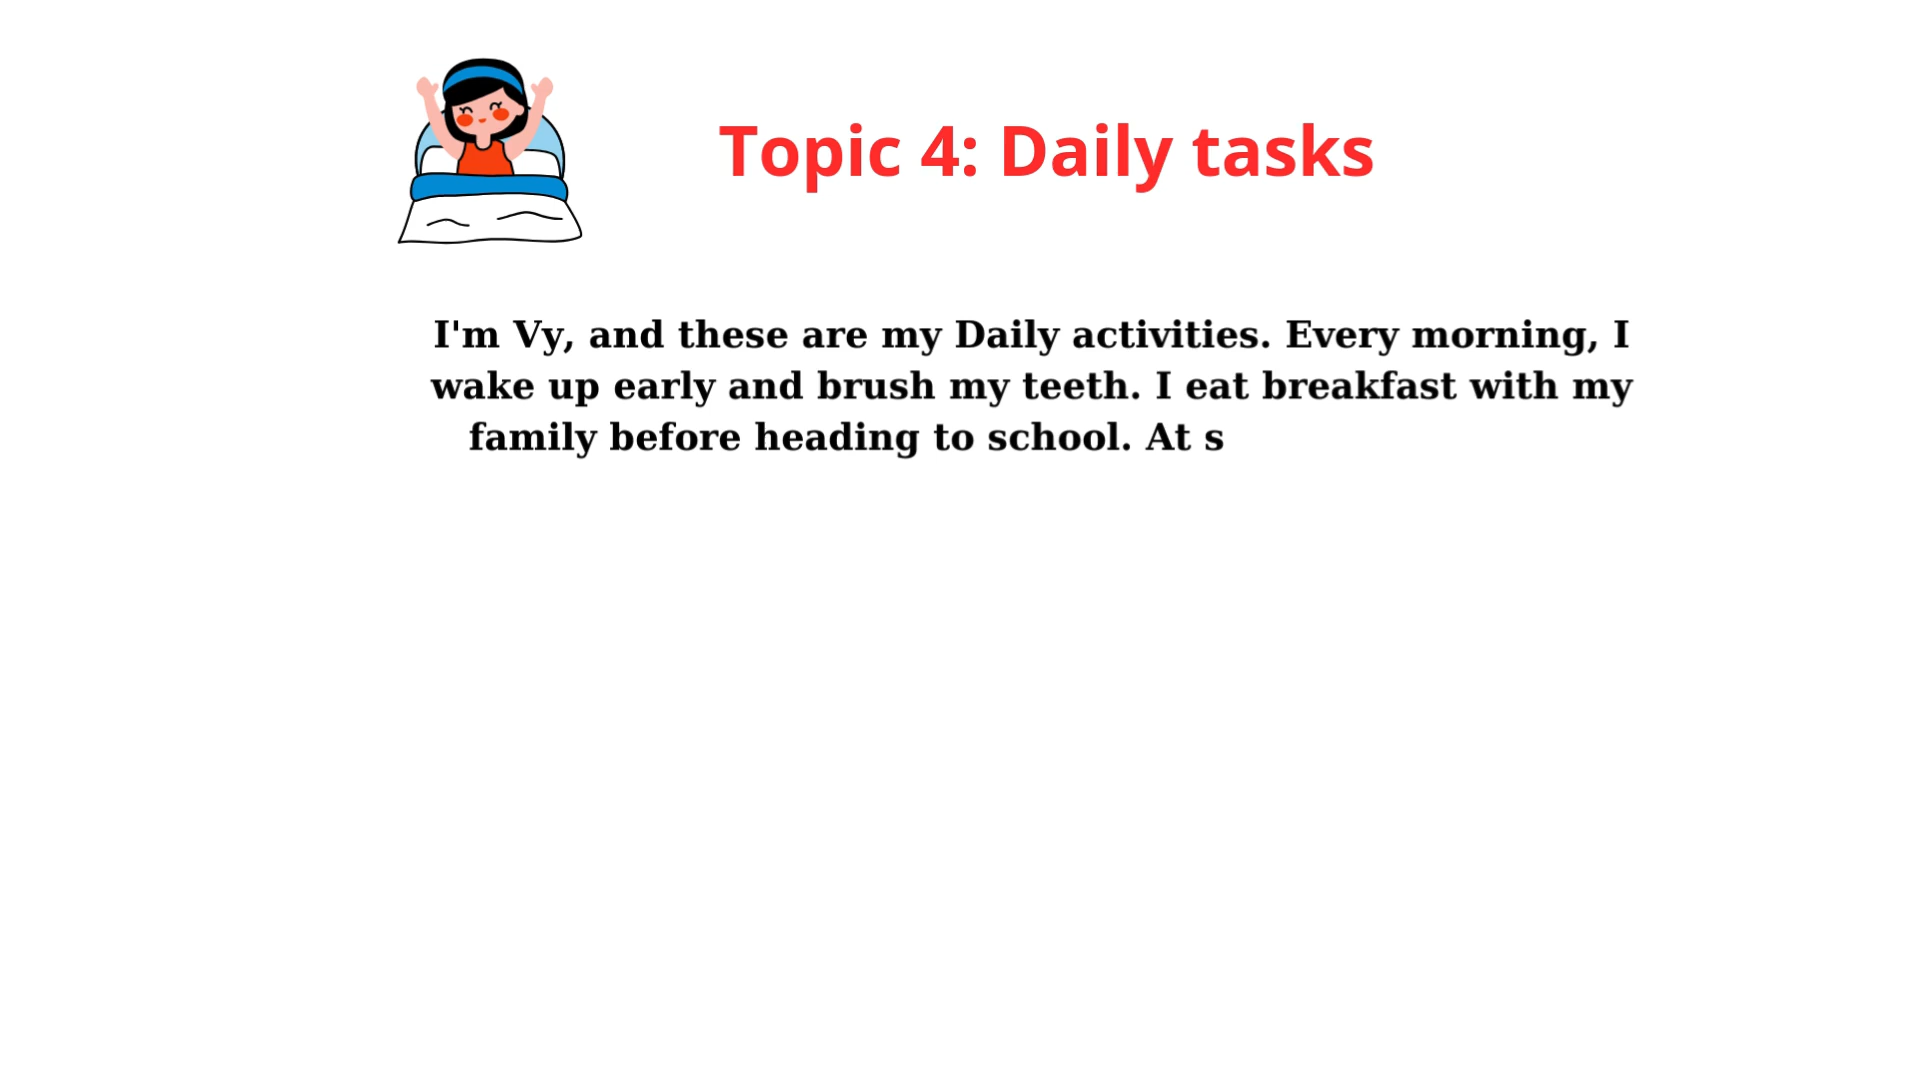 Topic 4: Daily tasks
I'm Vy, and these are my Daily activities. Every morning, I
wake up early and brush my teeth. I eat breakfast with my
family before heading to school. At s